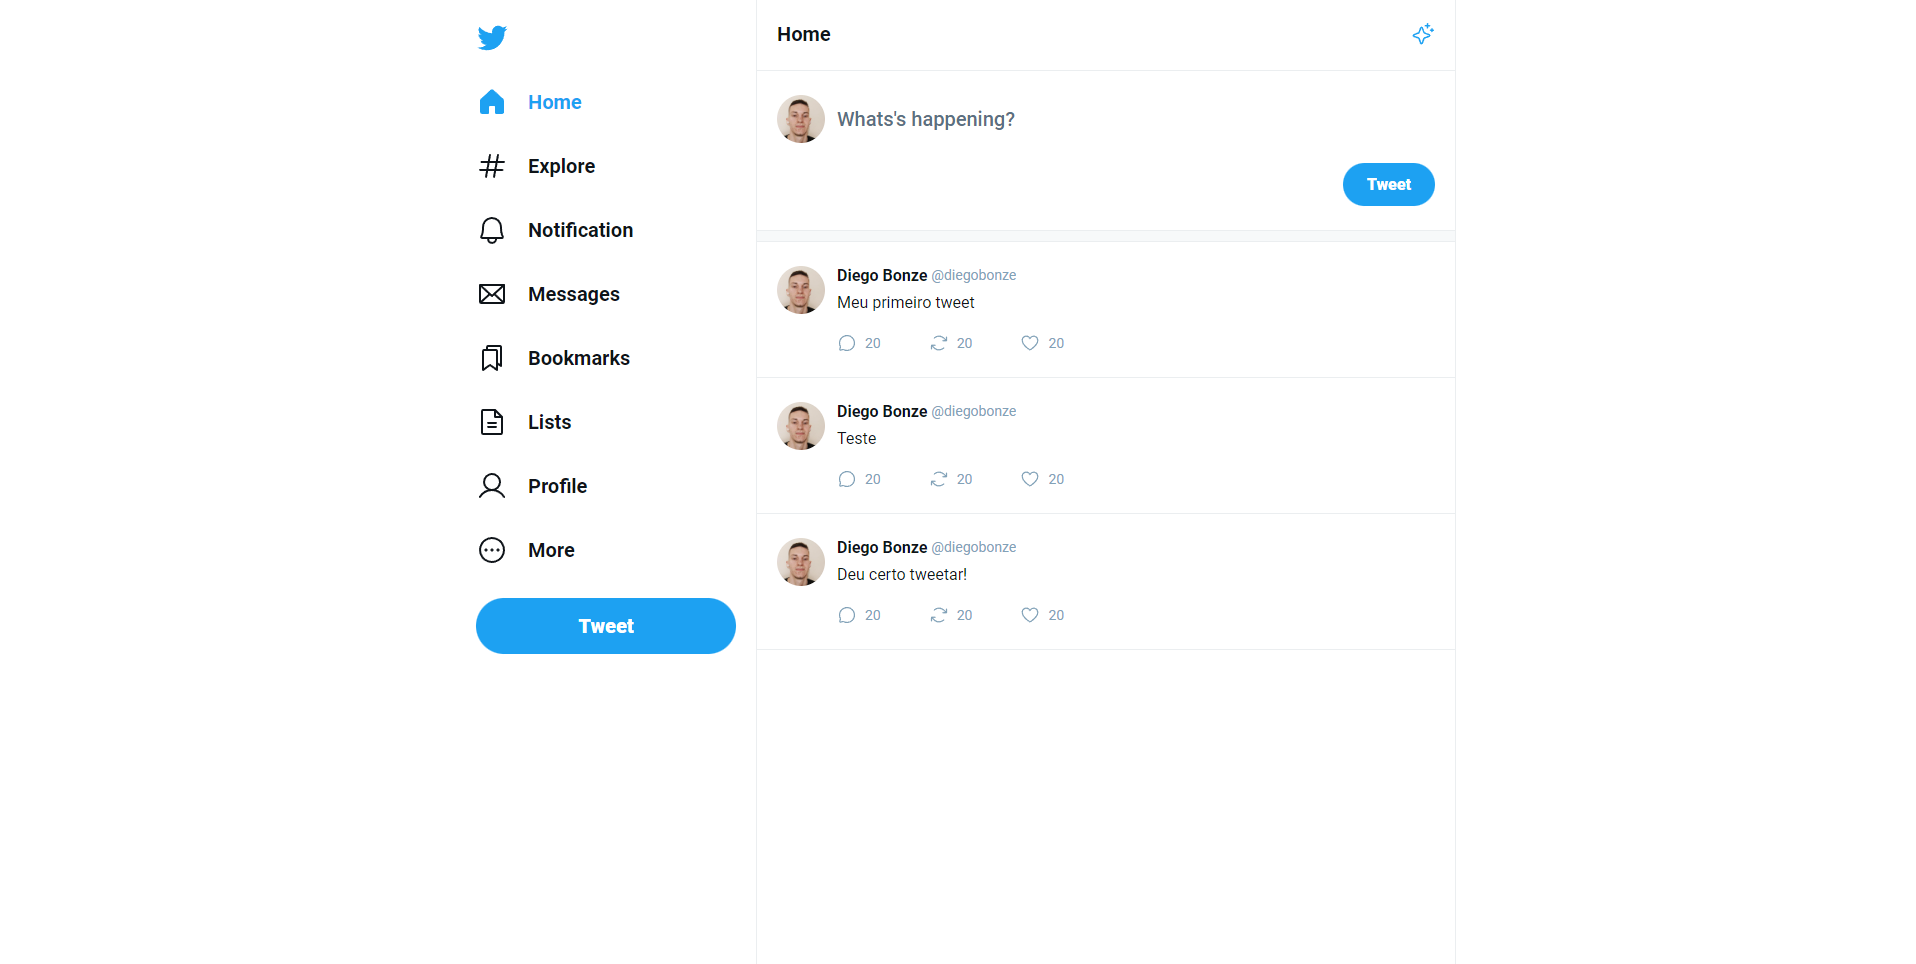 Home
Explore
Notification
Messages
Bookmarks
Lists
Profile
More
Tweet
Home
Whats's happening?
Tweet
Diego Bonze @diegobonze
Meu primeiro tweet
20 20 20
Diego Bonze @diegobonze
Teste
20 20 20
Diego Bonze @diegobonze
Deu certo tweetar!
20 20 20